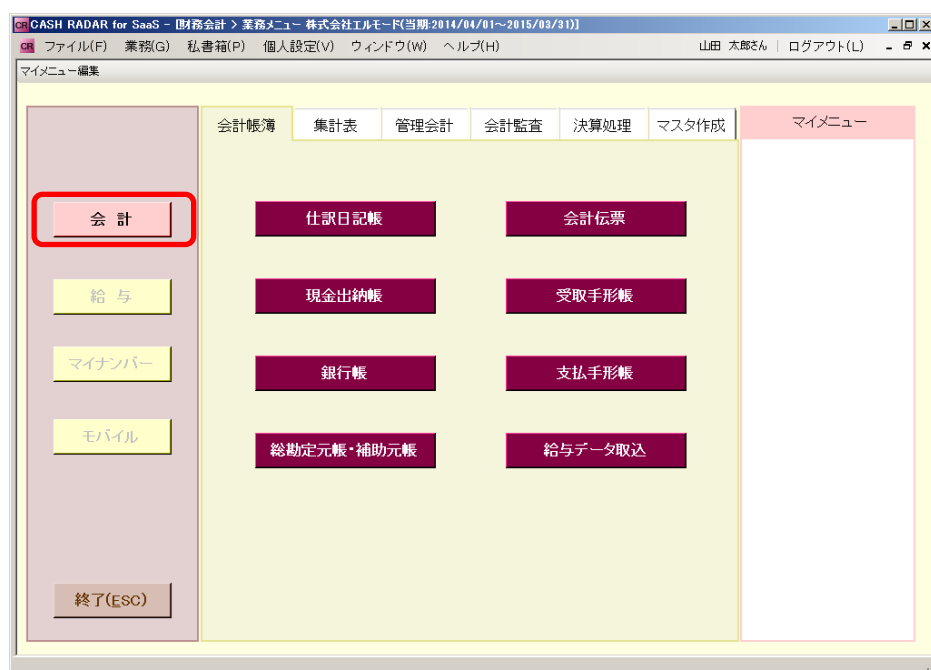 CR CASH RADAR for SaaS - [財務会計 > 業務メニュー 株式会社エルモード(当期:2014/04/01～2015/03/31)]
CR ファイル(F) 業務(G) 私書箱(P) 個人設定(V) ウィンドウ(W) ヘルプ(H) 山田 太郎さん | ログアウト(L)
マイメニュー編集
会計帳簿 集計表 管理会計 会計監査 決算処理 マスタ作成 マイメニュー
会 計 仕訳日記帳 会計伝票
給 与 現金出納帳 受取手形帳
マイナンバー 銀行帳 支払手形帳
モバイル 総勘定元帳・補助元帳 給与データ取込
終了(ESC)